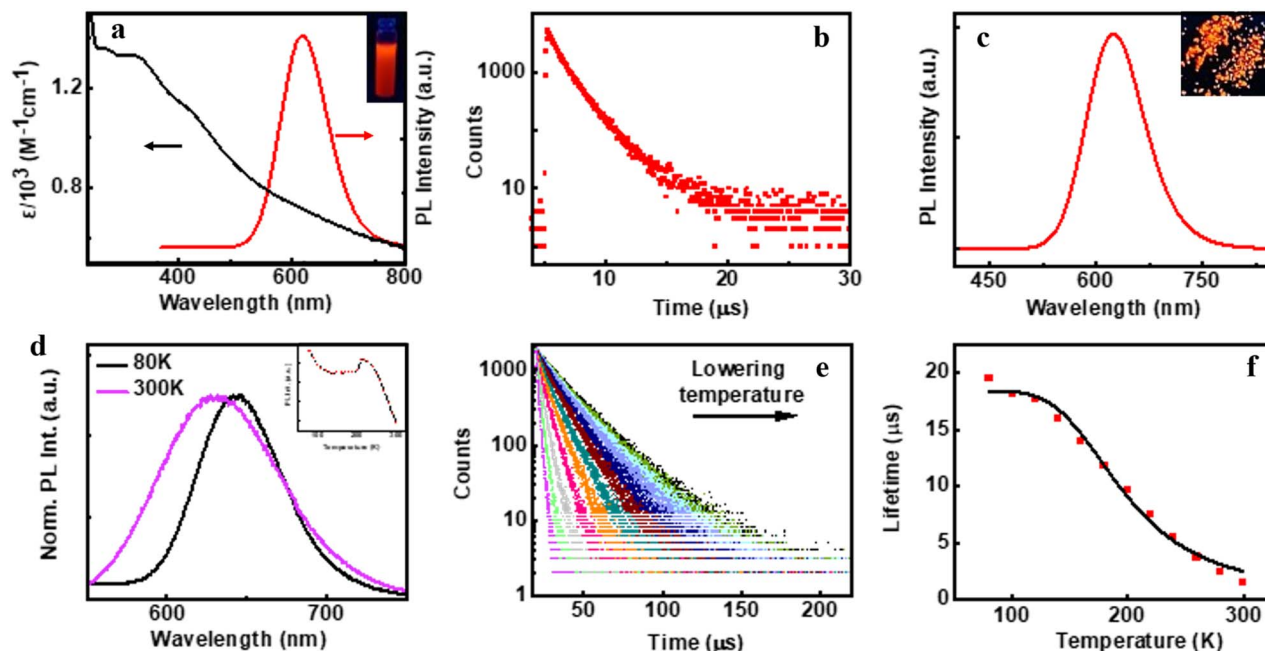 a
ε/10³ (M⁻¹cm⁻¹)
1.2
0.8
400
600
800
Wavelength (nm)
PL Intensity (a.u.)
b
Counts
1000
10
10
20
30
Time (μs)
c
PL Intensity (a.u.)
450
600
750
Wavelength (nm)
d
80K
300K
Norm. PL Int. (a.u.)
600
700
Wavelength (nm)
200
300
Temperature (K)
e
Lowering
temperature
Counts
1000
100
10
1
50
100
150
200
Time (μs)
f
Lifetime (μs)
20
15
10
5
0
100
200
300
Temperature (K)